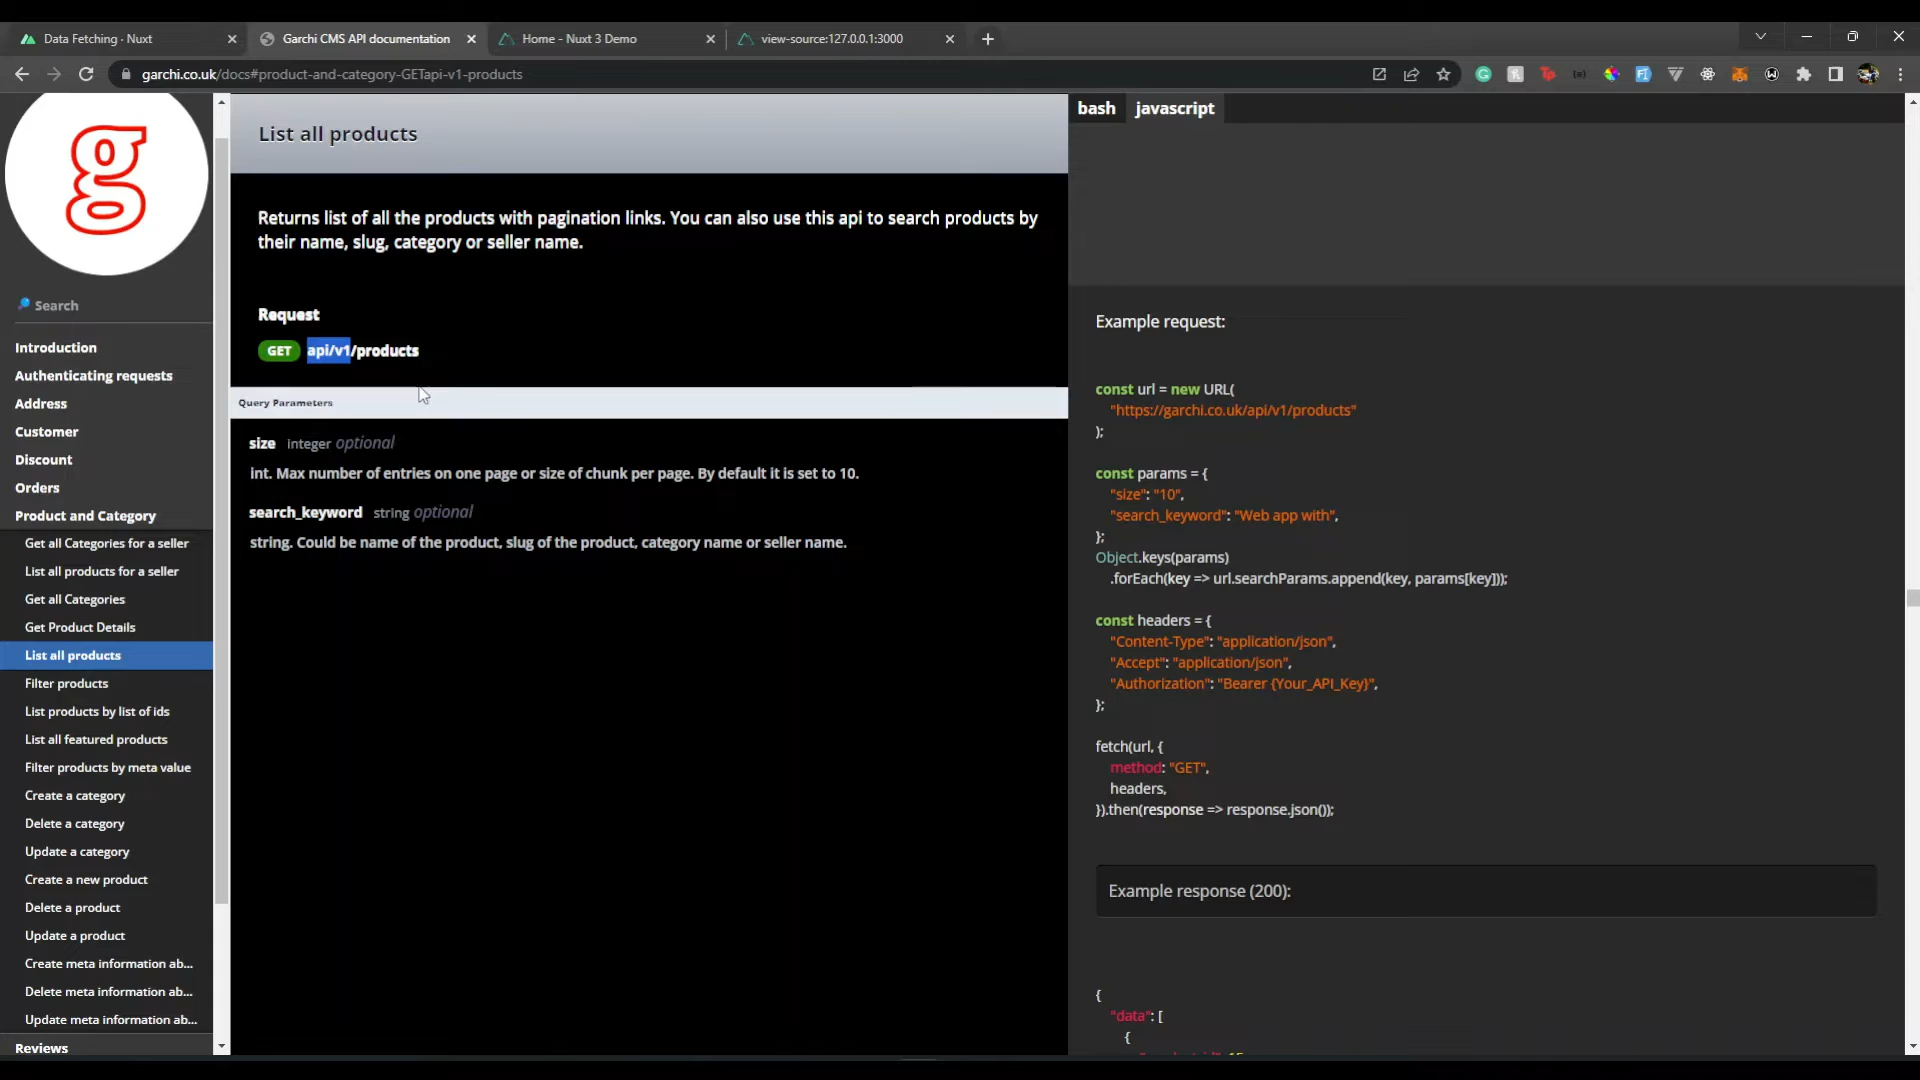 Data Fetching · Nuxt
Garchi CMS API documentation
Home - Nuxt 3 Demo
view-source:127.0.0.1:3000
garchi.co.uk/docs#product-and-category-GETapi-v1-products
g
Search
Introduction
Authenticating requests
Address
Customer
Discount
Orders
Product and Category
Get all Categories for a seller
List all products for a seller
Get all Categories
Get Product Details
List all products
Filter products
List products by list of ids
List all featured products
Filter products by meta value
Create a category
Delete a category
Update a category
Create a new product
Delete a product
Update a product
Create meta information ab...
Delete meta information ab...
Update meta information ab...
Reviews
List all products
Returns list of all the products with pagination links. You can also use this api to search products by
their name, slug, category or seller name.
Request
GET api/v1/products
Query Parameters
size integer optional
int. Max number of entries on one page or size of chunk per page. By default it is set to 10.
search_keyword string optional
string. Could be name of the product, slug of the product, category name or seller name.
bash javascript
Example request:
const url = new URL(
"https://garchi.co.uk/api/v1/products"
);
const params = {
"size": "10",
"search_keyword": "Web app with",
};
Object.keys(params)
.forEach(key => url.searchParams.append(key, params[key]));
const headers = {
"Content-Type": "application/json",
"Accept": "application/json",
"Authorization": "Bearer {Your_API_Key}",
};
fetch(url, {
method: "GET",
headers,
}).then(response => response.json());
Example response (200):
{
"data": [
{